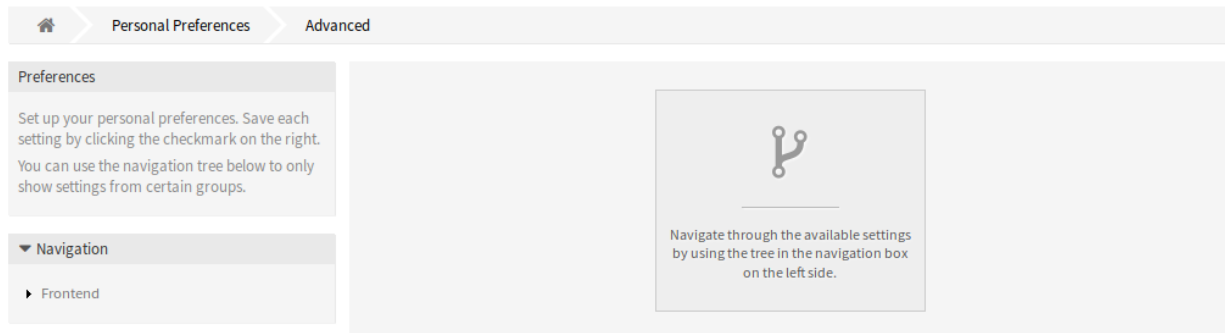 Personal Preferences
Advanced
Preferences
Set up your personal preferences. Save each
setting by clicking the checkmark on the right.
You can use the navigation tree below to only
show settings from certain groups.
Navigation
Frontend
Navigate through the available settings
by using the tree in the navigation box
on the left side.